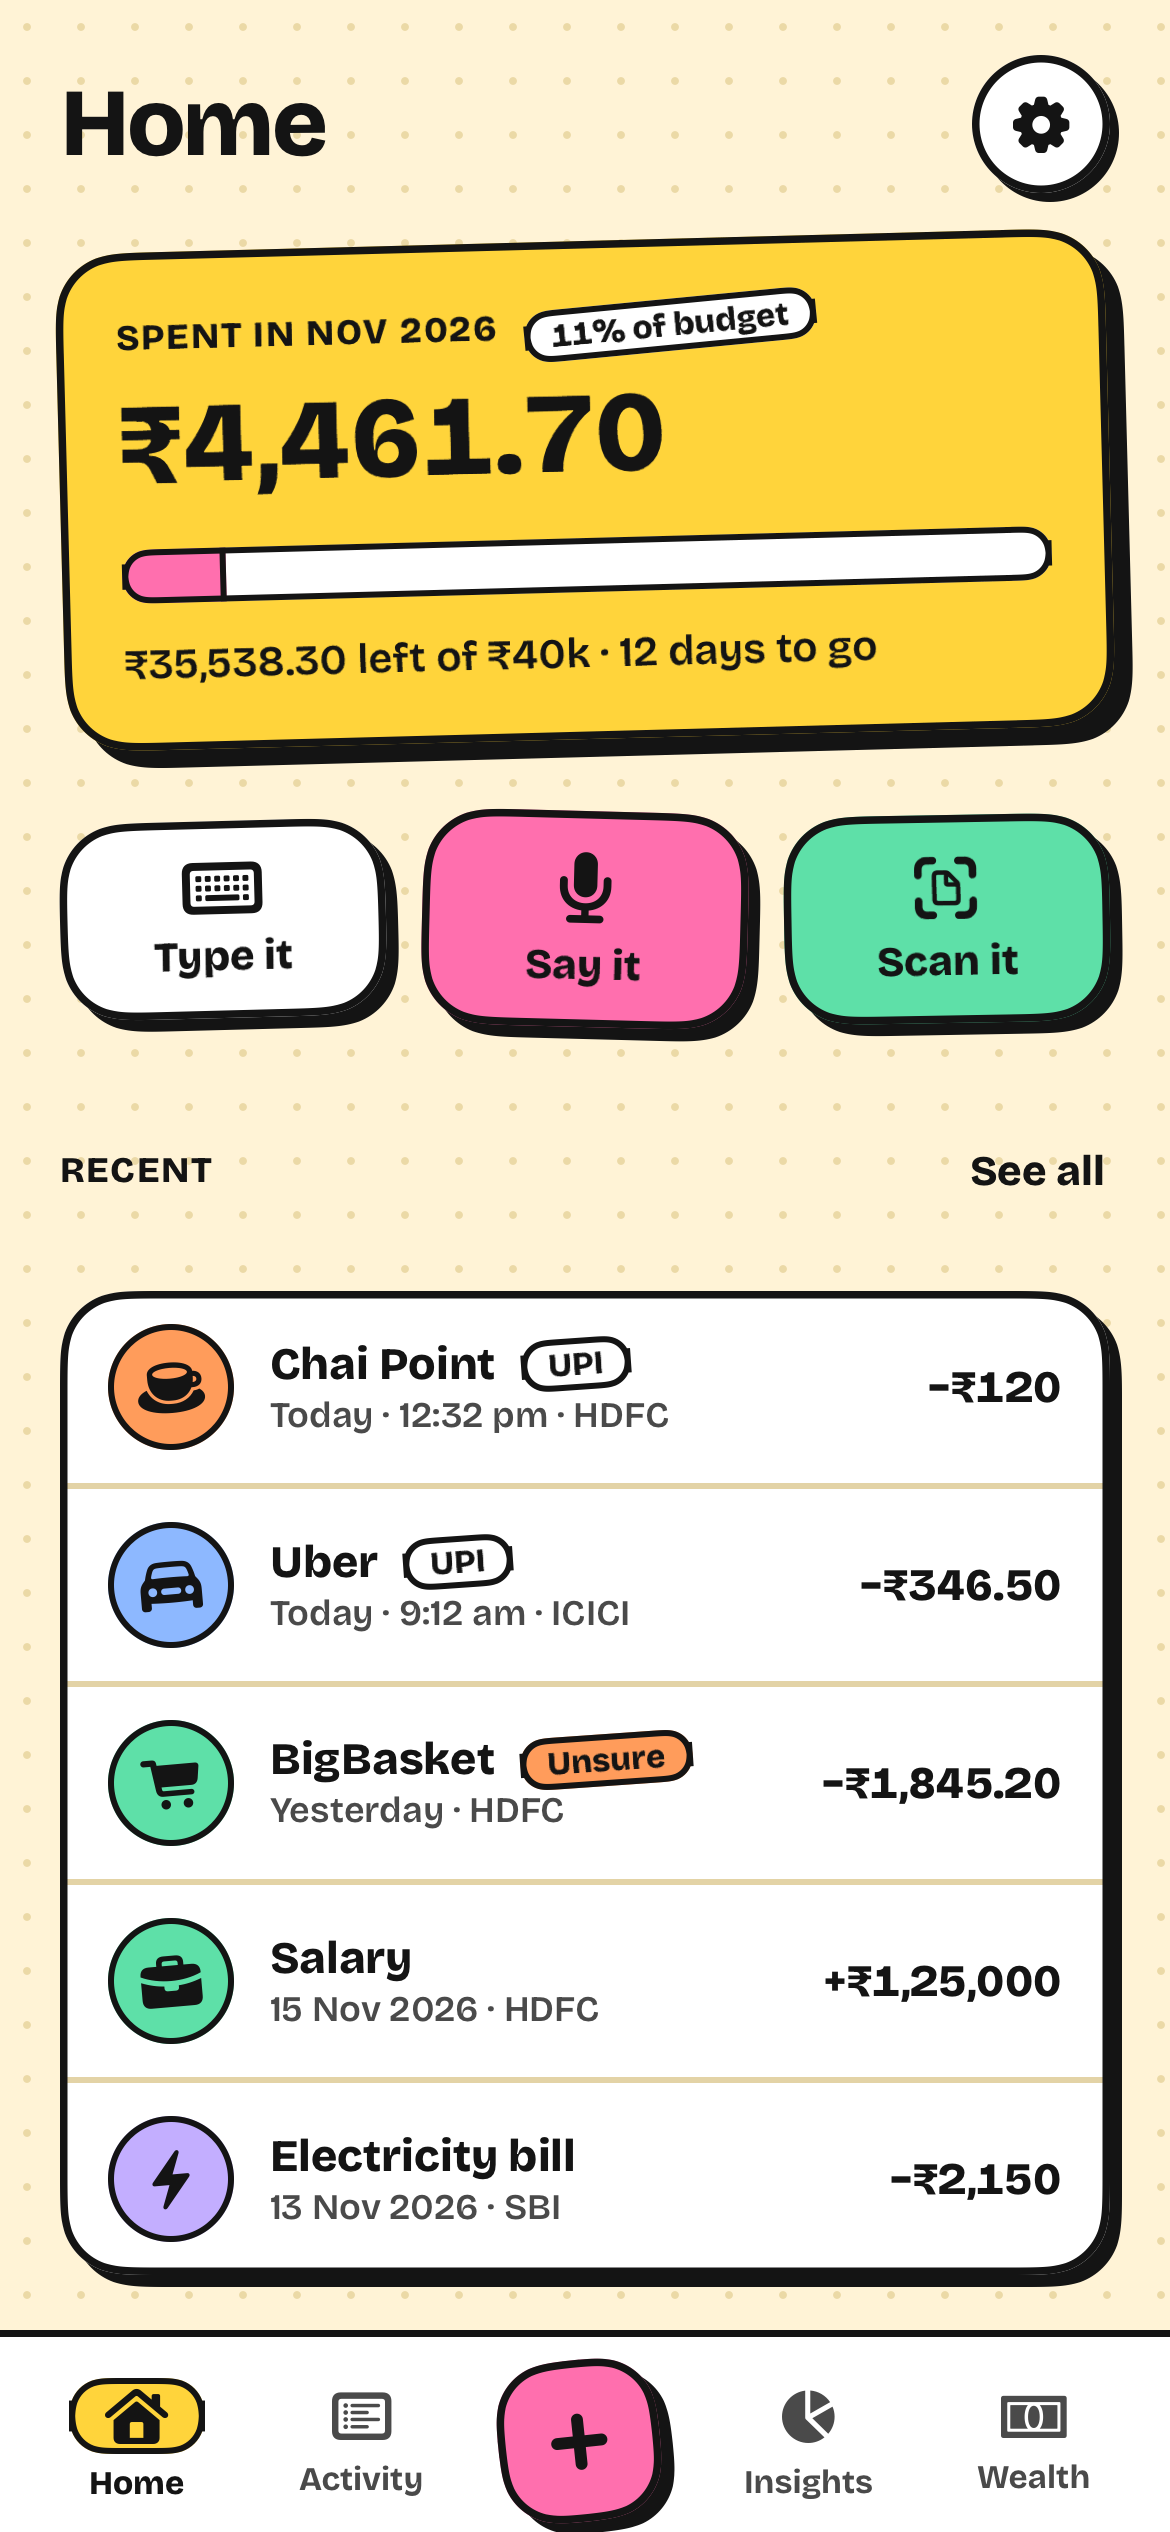 Home
SPENT IN NOV 2026 11% of budget
₹4,461.70
₹35,538.30 left of ₹40k · 12 days to go
Type it
Say it
Scan it
RECENT
See all
Chai Point UPI
Today · 12:32 pm · HDFC
−₹120
Uber UPI
Today · 9:12 am · ICICI
−₹346.50
BigBasket Unsure
Yesterday · HDFC
−₹1,845.20
Salary
15 Nov 2026 · HDFC
+₹1,25,000
Electricity bill
13 Nov 2026 · SBI
−₹2,150
Home
Activity
Insights
Wealth